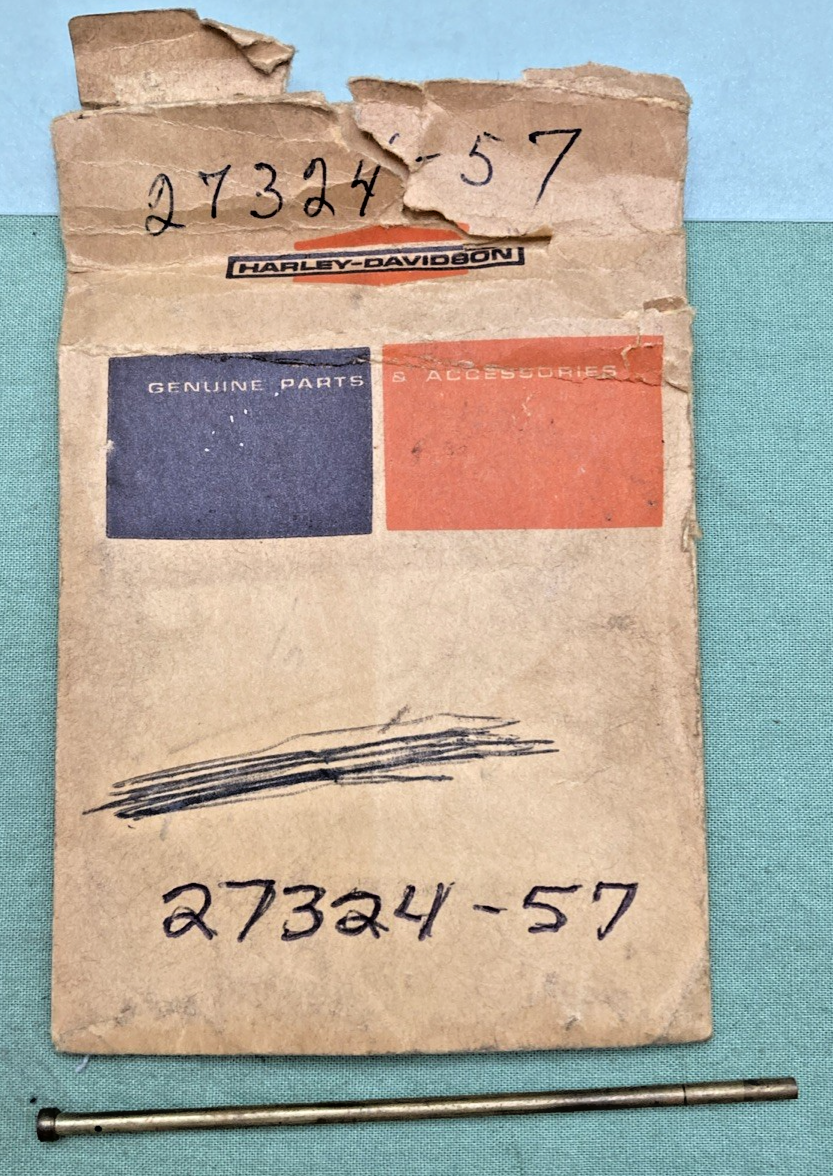 27324-57
HARLEY-DAVIDSON
GENUINE PARTS & ACCESSORIES
27324-57